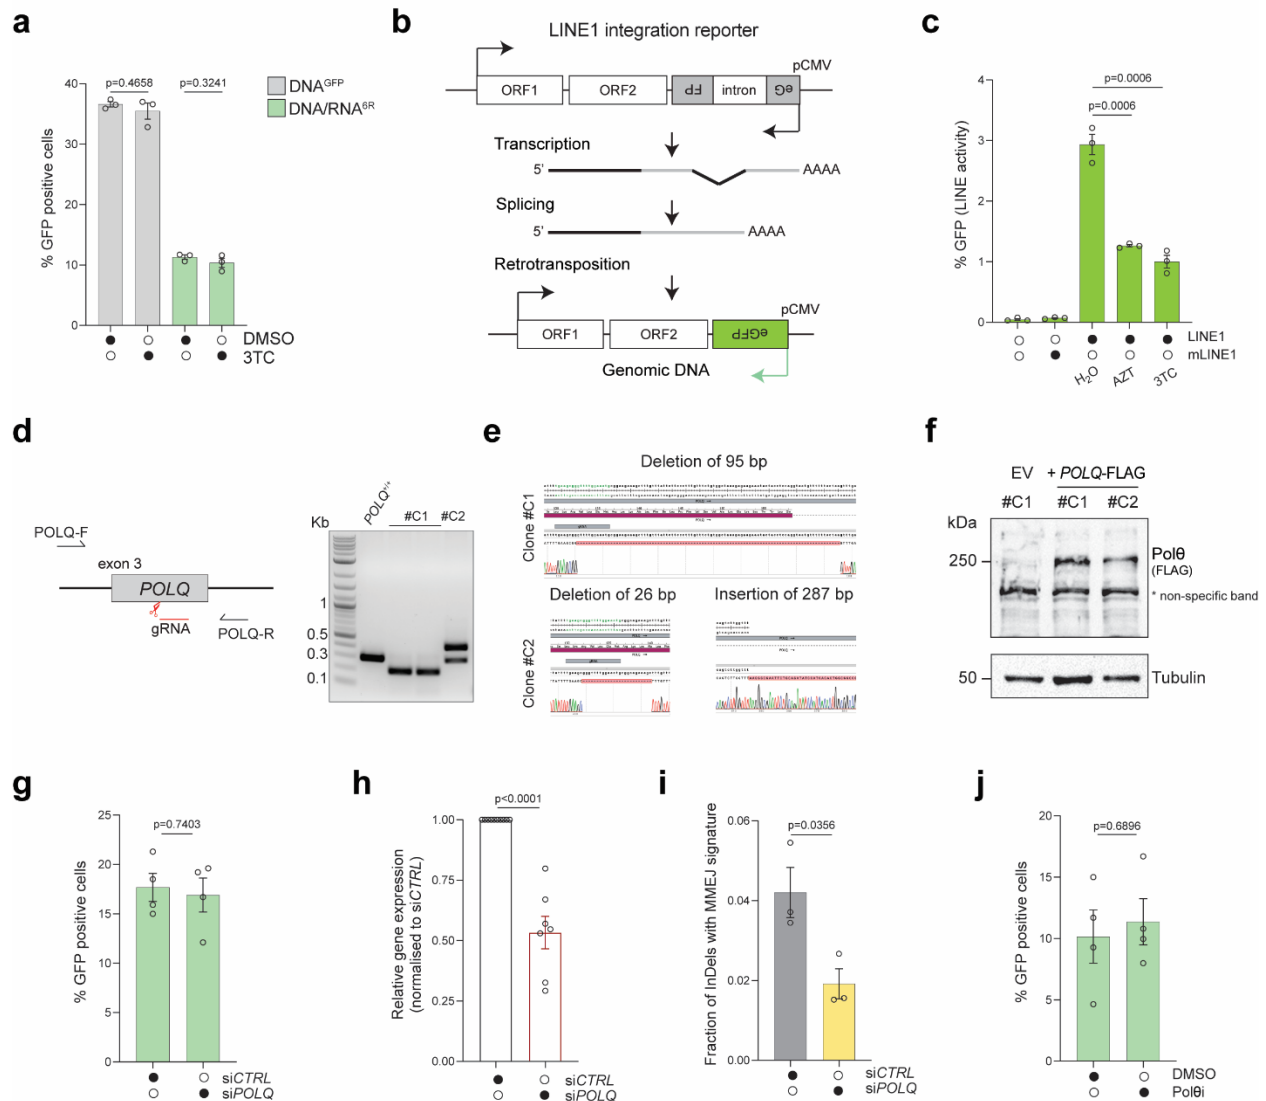 a
p=0.4658
p=0.3241
DNAGFP
DNA/RNA6R
% GFP positive cells
40
30
20
10
0
DMSO
3TC
b
LINE1 integration reporter
pCMV
ORF1
ORF2
FP
intron
eG
Transcription
5'
AAAA
Splicing
5'
AAAA
Retrotransposition
pCMV
ORF1
ORF2
eGFP
Genomic DNA
c
p=0.0006
p=0.0006
% GFP (LINE activity)
4
3
2
1
0
LINE1
mLINE1
H2O
AZT
3TC
d
POLQ-F
exon 3
POLQ
gRNA
POLQ-R
POLQ+/+
#C1
#C2
Kb
1
0.5
0.3
0.1
e
Deletion of 95 bp
Clone #C1
Deletion of 26 bp
Insertion of 287 bp
Clone #C2
f
EV
+ POLQ-FLAG
#C1
#C1
#C2
kDa
250
Polθ
(FLAG)
* non-specific band
50
Tubulin
g
p=0.7403
% GFP positive cells
25
20
15
10
5
0
siCTRL
siPOLQ
h
p<0.0001
Relative gene expression
(normalised to siCTRL)
1.00
0.50
0.25
0.00
siCTRL
siPOLQ
i
p=0.0356
Fraction of InDels with MMEJ signature
0.06
0.04
0.02
0.00
siCTRL
siPOLQ
j
p=0.6896
% GFP positive cells
20
15
10
5
0
DMSO
Polθi